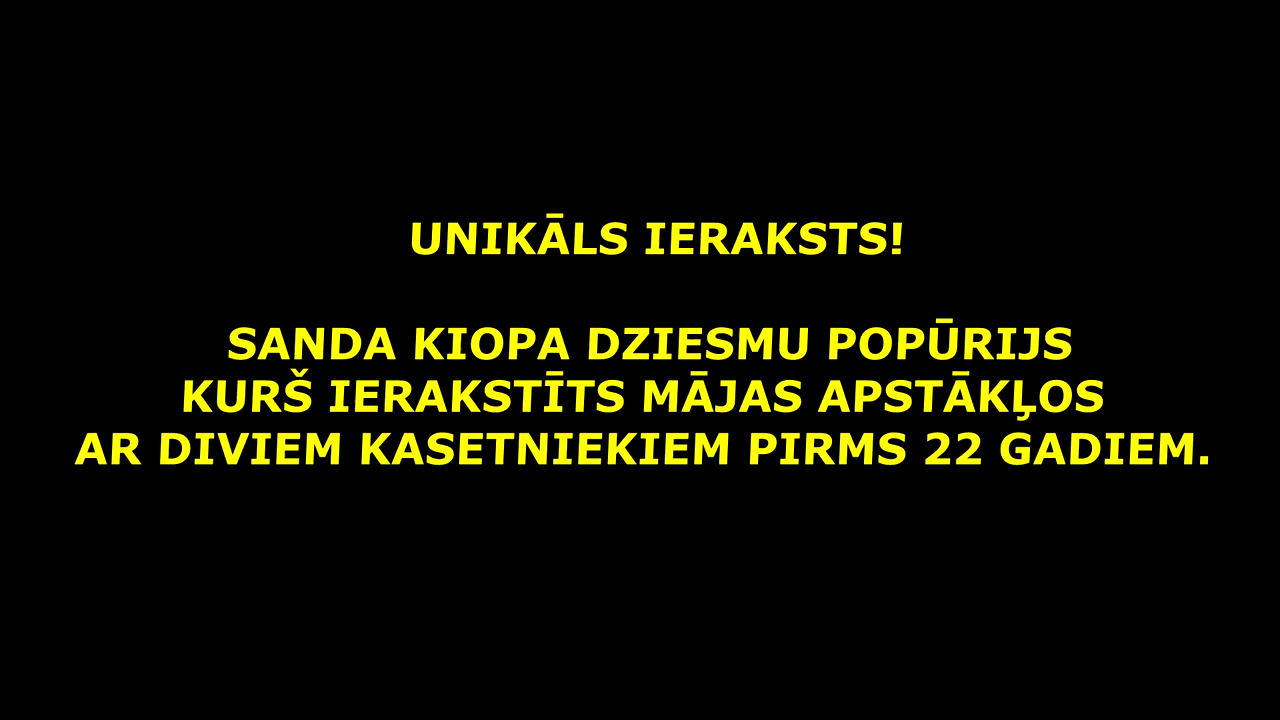 UNIKĀLS IERAKSTS!
SANDA KIOPA DZIESMU POPŪRIJS
KURŠ IERAKSTĪTS MĀJAS APSTĀKĻOS
AR DIVIEM KASETNIEKIEM PIRMS 22 GADIEM.